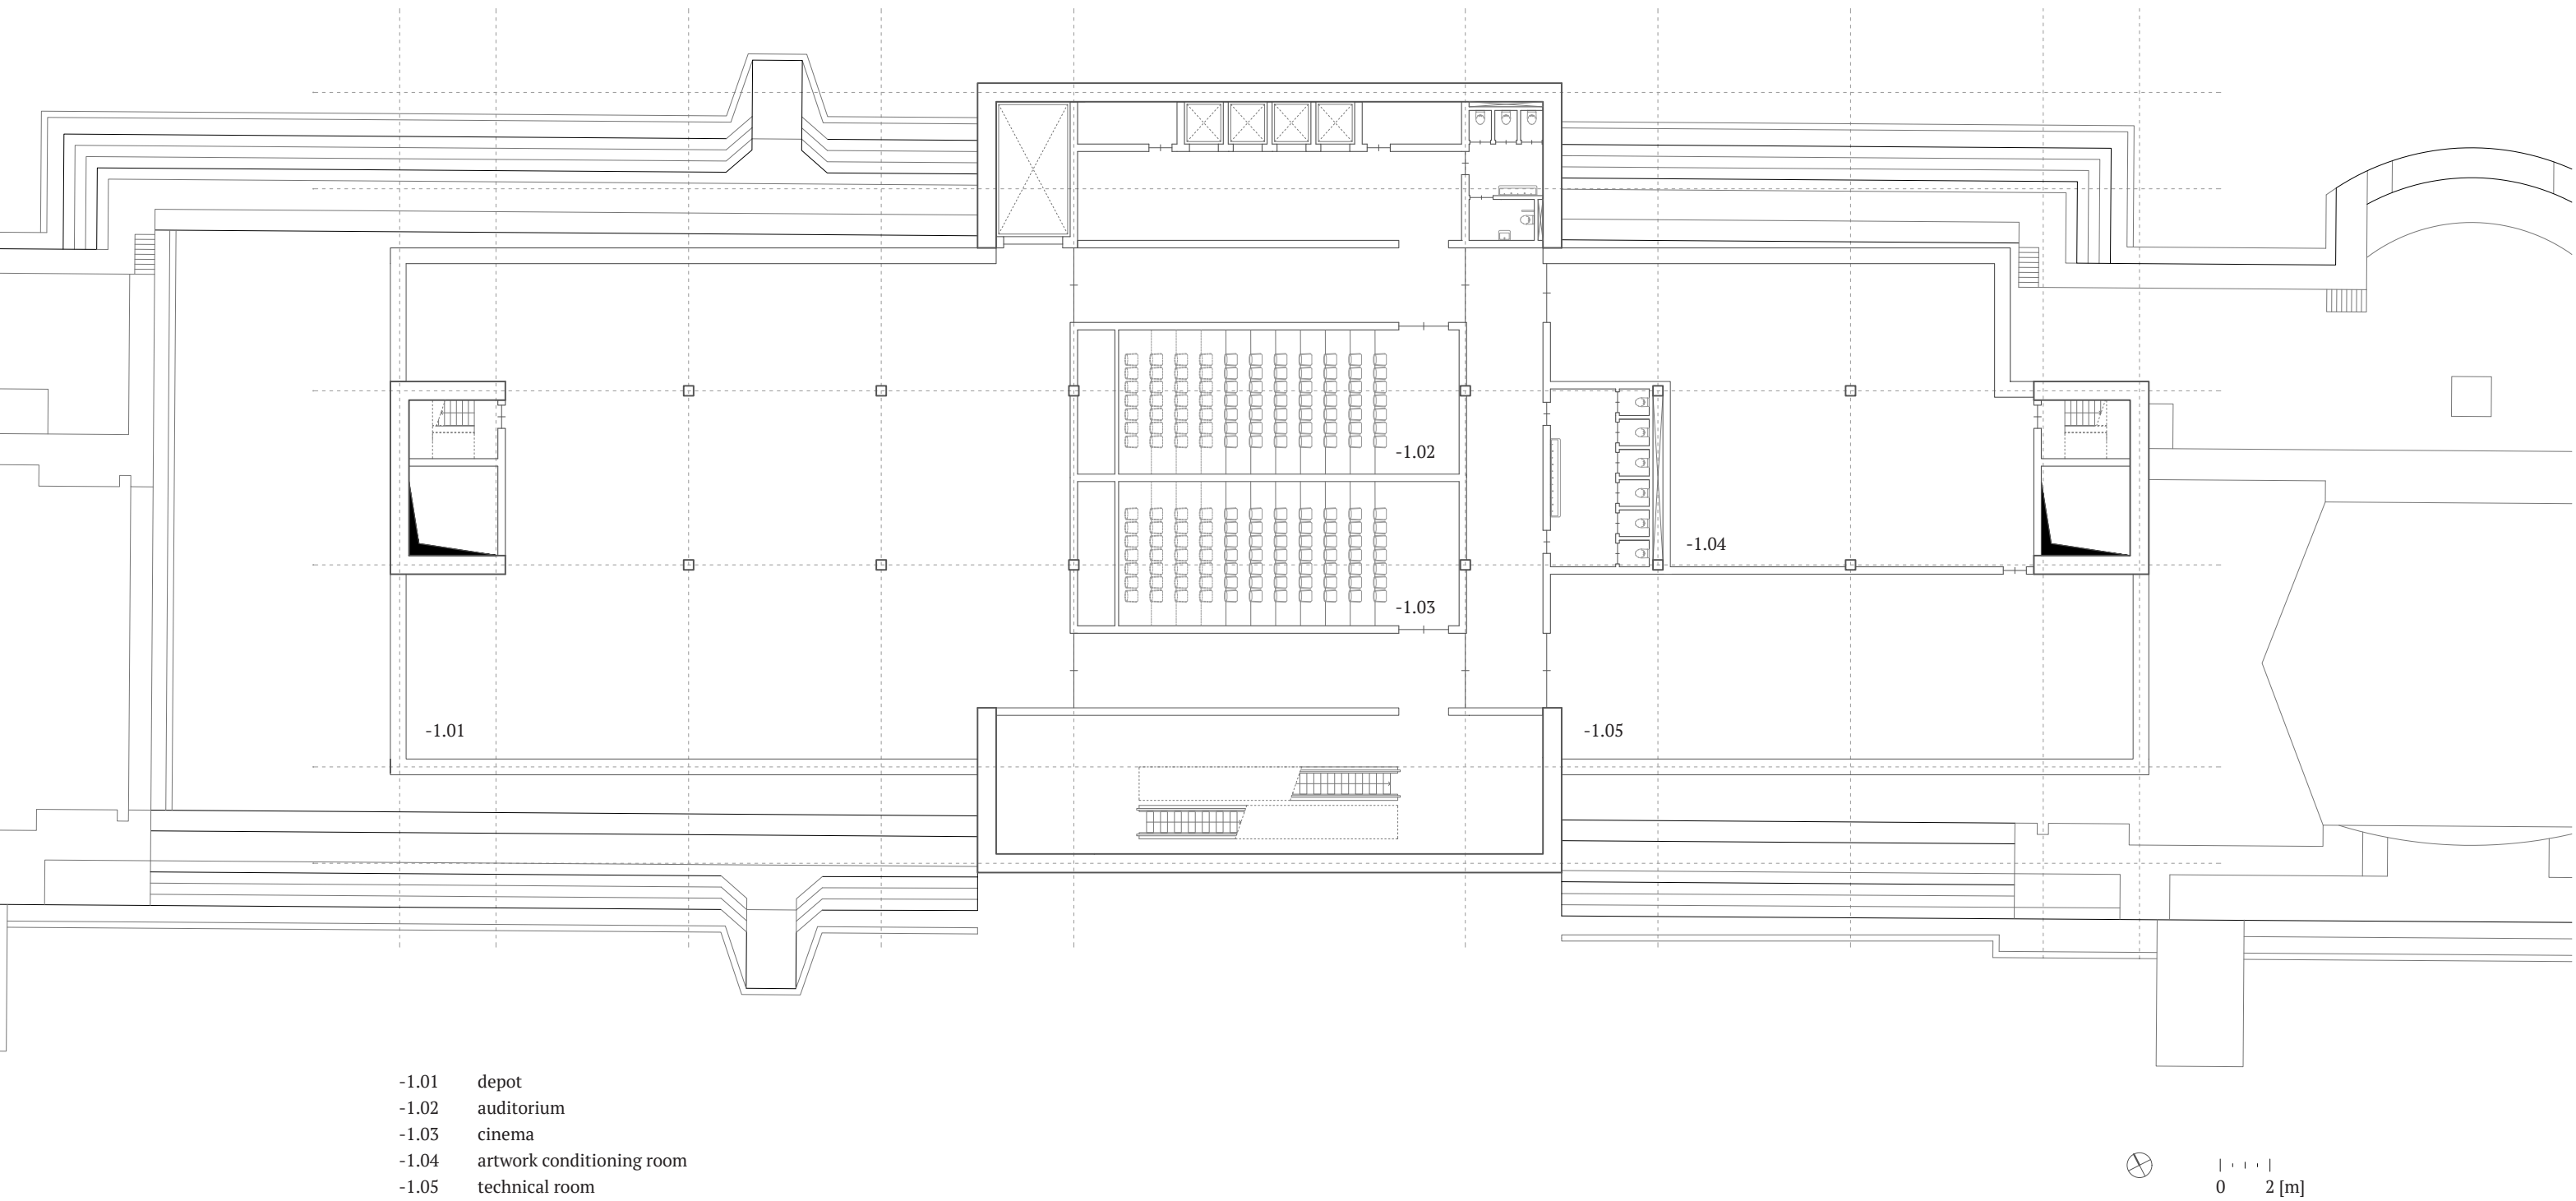 -1.02
-1.04
-1.03
-1.01
-1.05
-1.01 depot
-1.02 auditorium
-1.03 cinema
-1.04 artwork conditioning room
-1.05 technical room
0 2 [m]